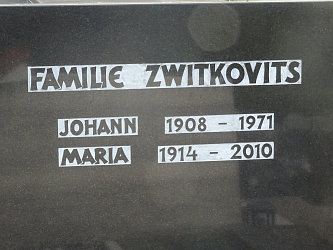 FAMILIE ZWITKOVITS
JOHANN 1908 - 1971
MARIA 1914 - 2010